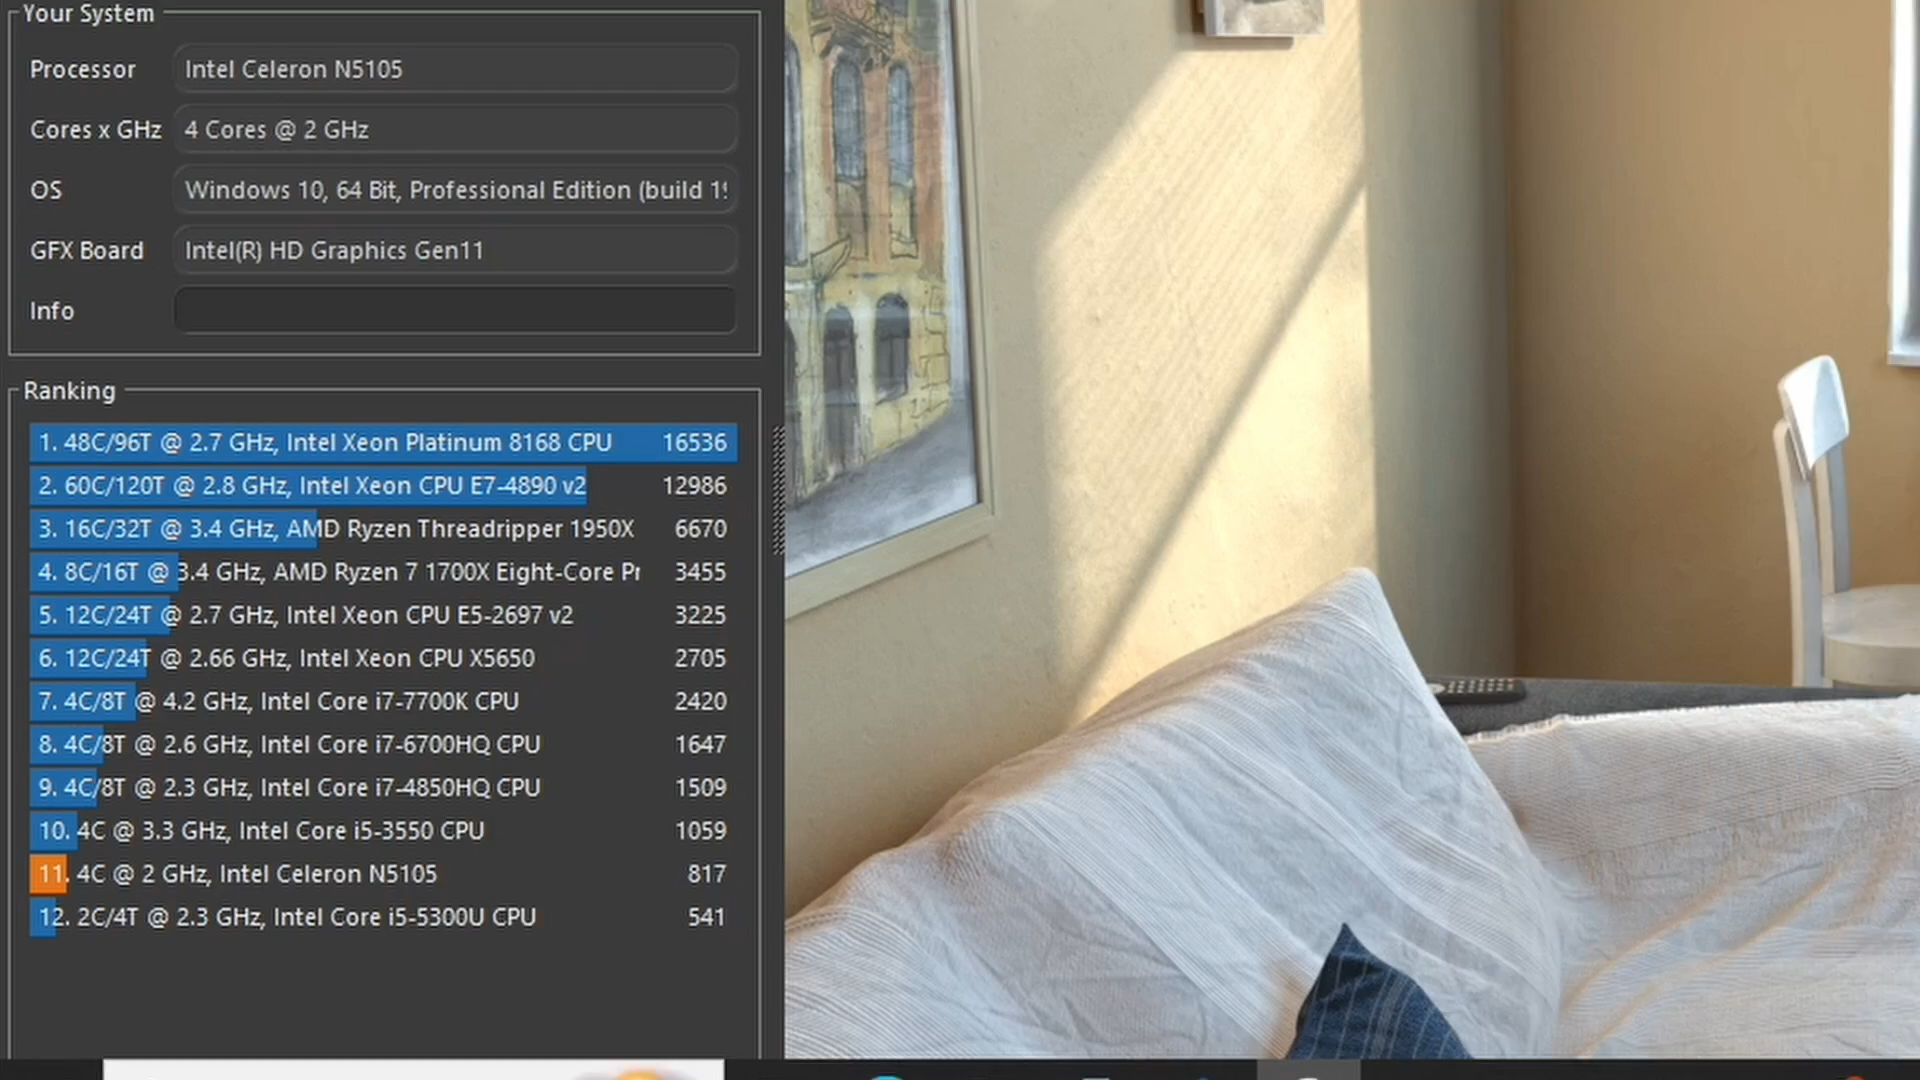 Your System
Processor Intel Celeron N5105
Cores x GHz 4 Cores @ 2 GHz
OS Windows 10, 64 Bit, Professional Edition (build 1
GFX Board Intel(R) HD Graphics Gen11
Info
Ranking
1. 48C/96T @ 2.7 GHz, Intel Xeon Platinum 8168 CPU 16536
2. 60C/120T @ 2.8 GHz, Intel Xeon CPU E7-4890 v2 12986
3. 16C/32T @ 3.4 GHz, AMD Ryzen Threadripper 1950X 6670
4. 8C/16T @ 3.4 GHz, AMD Ryzen 7 1700X Eight-Core Pr 3455
5. 12C/24T @ 2.7 GHz, Intel Xeon CPU E5-2697 v2 3225
6. 12C/24T @ 2.66 GHz, Intel Xeon CPU X5650 2705
7. 4C/8T @ 4.2 GHz, Intel Core i7-7700K CPU 2420
8. 4C/8T @ 2.6 GHz, Intel Core i7-6700HQ CPU 1647
9. 4C/8T @ 2.3 GHz, Intel Core i7-4850HQ CPU 1509
10. 4C @ 3.3 GHz, Intel Core i5-3550 CPU 1059
11. 4C @ 2 GHz, Intel Celeron N5105 817
12. 2C/4T @ 2.3 GHz, Intel Core i5-5300U CPU 541